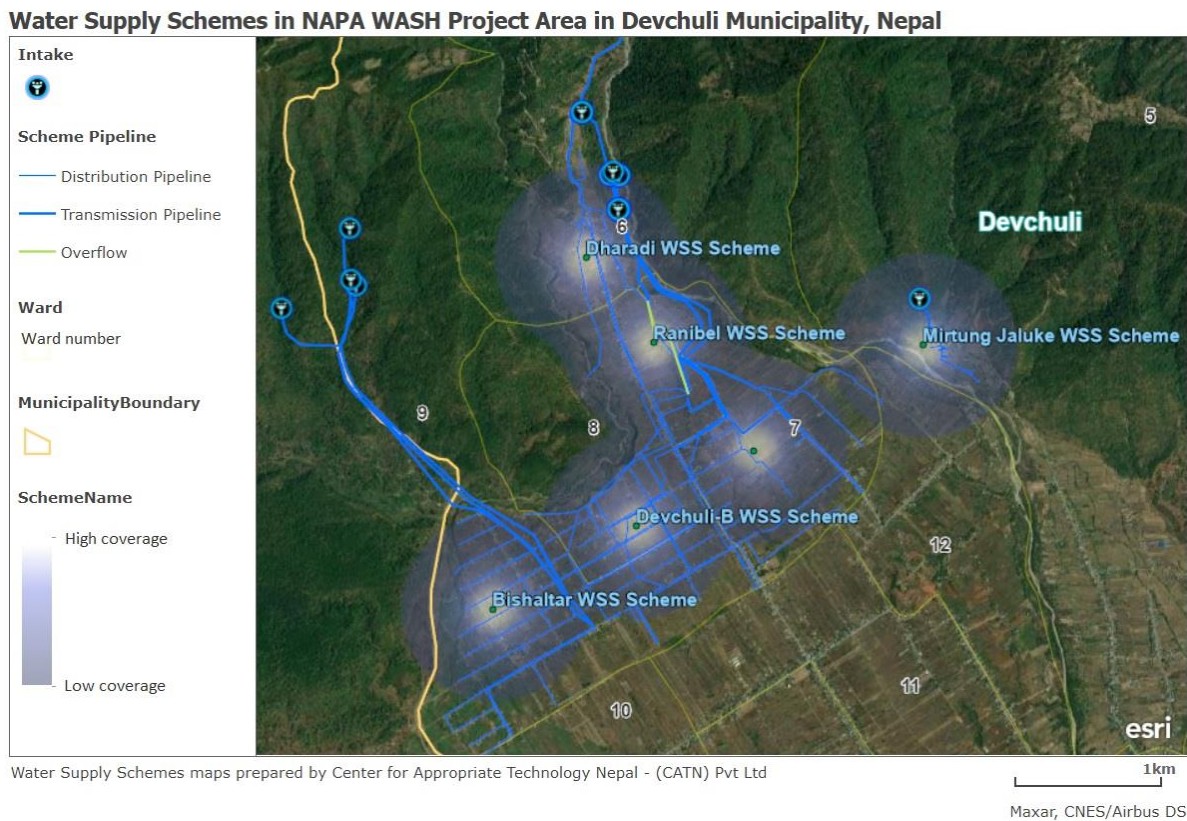 Water Supply Schemes in NAPA WASH Project Area in Devchuli Municipality, Nepal
Intake
Scheme Pipeline
Distribution Pipeline
Transmission Pipeline
Overflow
Ward
Ward number
MunicipalityBoundary
SchemeName
High coverage
Low coverage
5
Devchuli
6
Dharadi WSS Scheme
Ranibel WSS Scheme
Mirtung Jaluke WSS Scheme
9
8
7
Devchuli-B WSS Scheme
12
Bishaltar WSS Scheme
11
10
esri
Water Supply Schemes maps prepared by Center for Appropriate Technology Nepal - (CATN) Pvt Ltd
1km
Maxar, CNES/Airbus DS